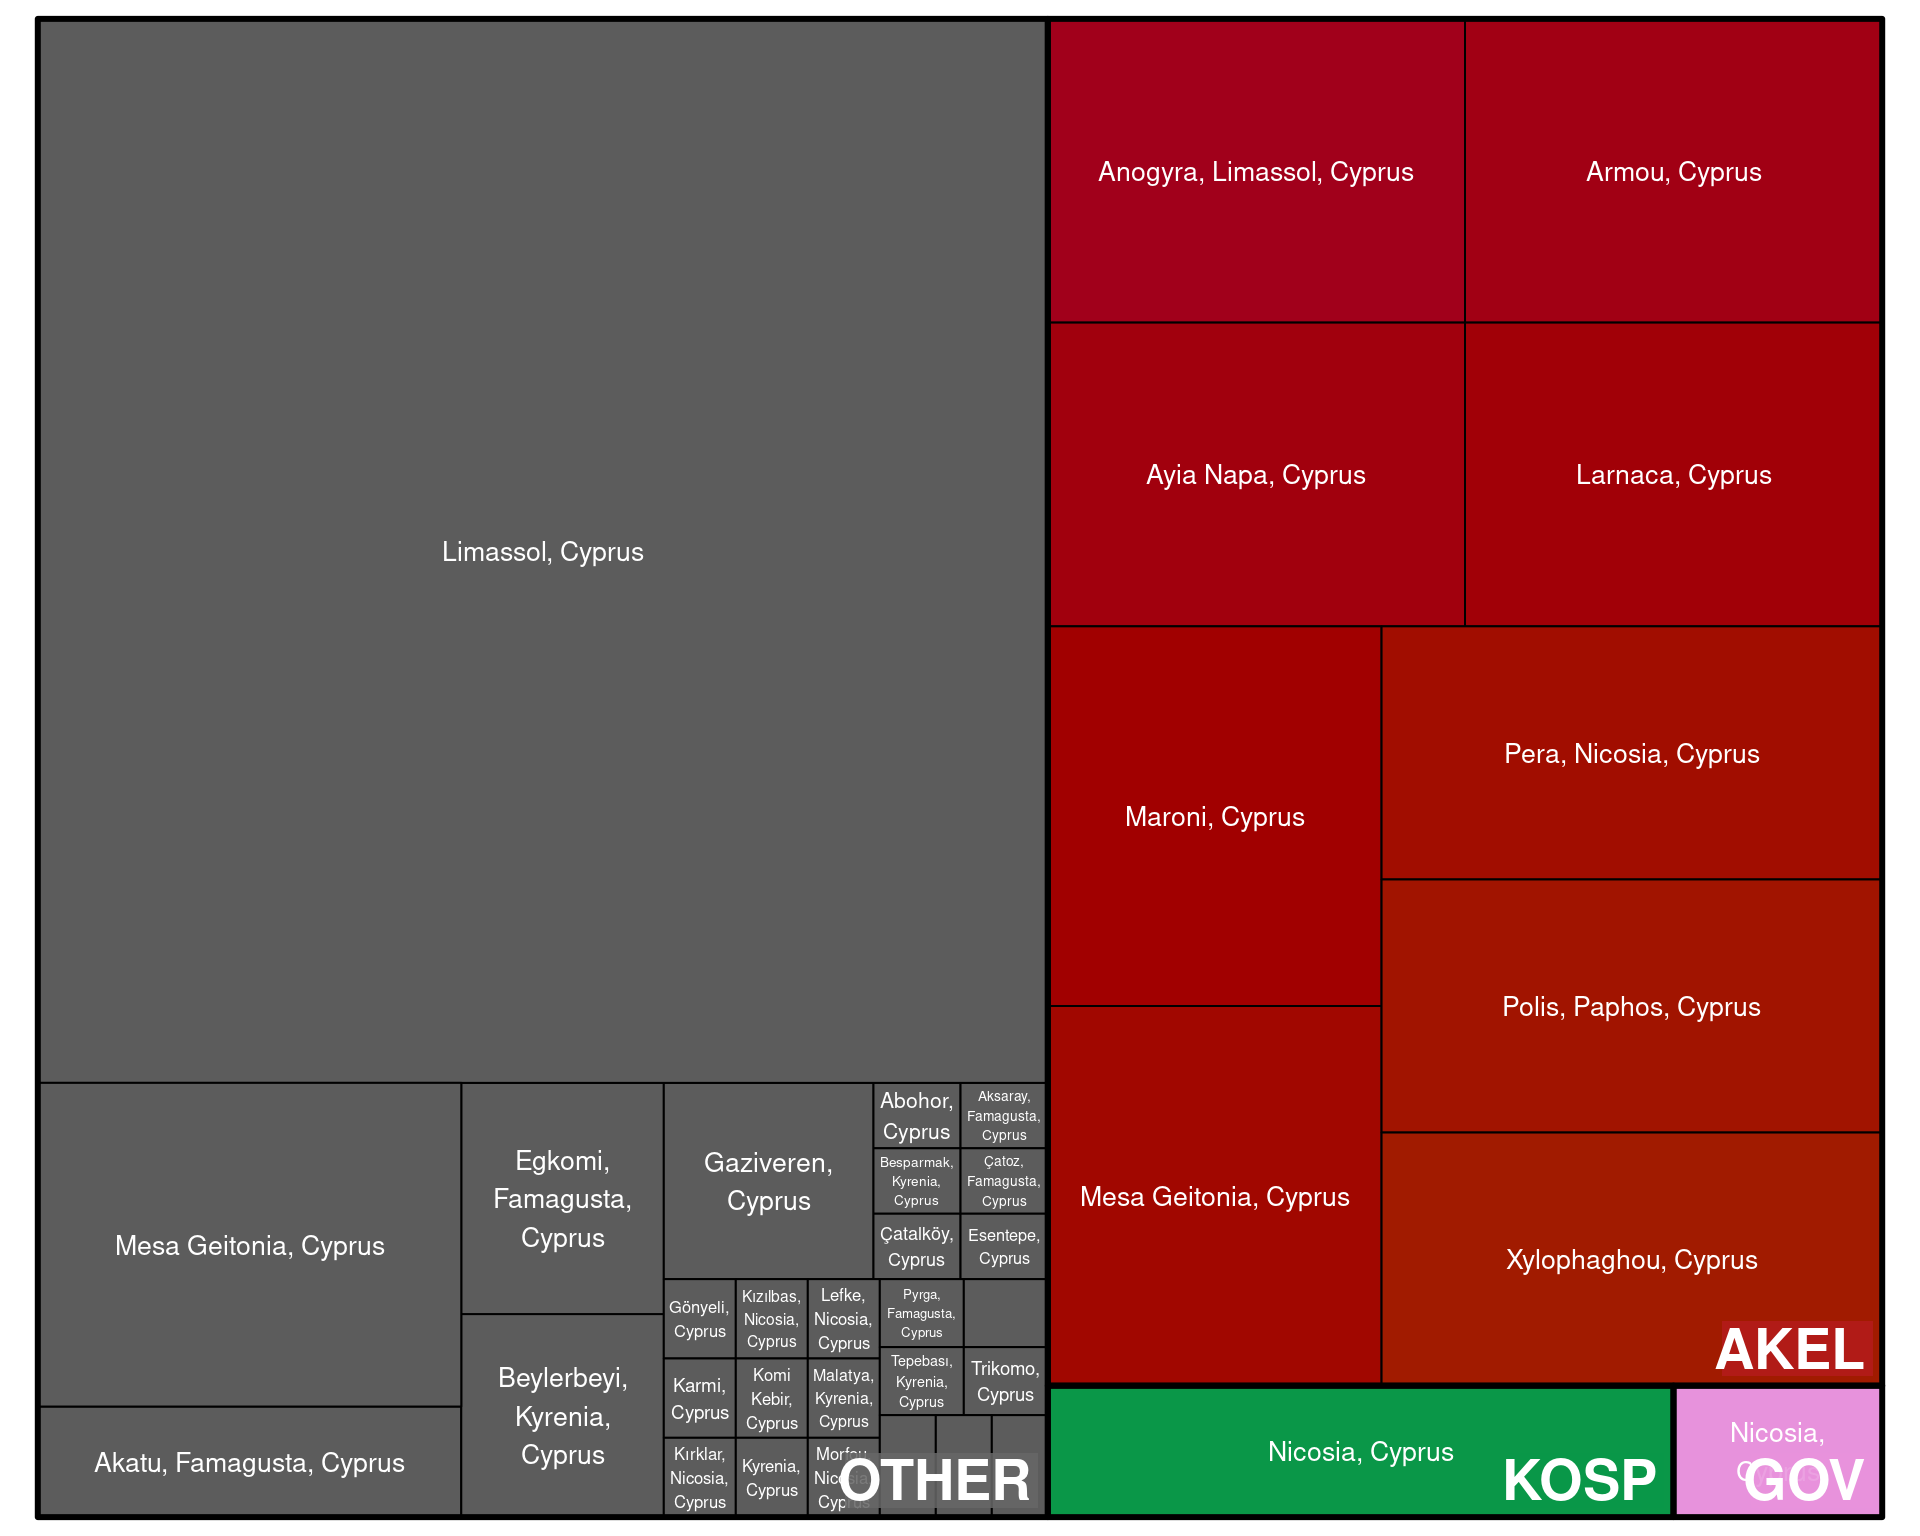 Limassol, Cyprus
Mesa Geitonia, Cyprus
Akatu, Famagusta, Cyprus
Egkomi,
Famagusta,
Cyprus
Beylerbeyi,
Kyrenia,
Cyprus
Gaziveren,
Cyprus
Abohor,
Cyprus
Aksaray,
Famagusta,
Cyprus
Besparmak,
Kyrenia,
Cyprus
Çatoz,
Famagusta,
Cyprus
Çatalköy,
Cyprus
Esentepe,
Cyprus
Gönyeli,
Cyprus
Kızılbas,
Nicosia,
Cyprus
Lefke,
Nicosia,
Cyprus
Karmi,
Cyprus
Komi
Kebir,
Cyprus
Malatya,
Kyrenia,
Cyprus
Kırklar,
Nicosia,
Cyprus
Kyrenia,
Cyprus
Morfou,
Nicosia,
Cyprus
Pyrga,
Famagusta,
Cyprus
Tepebası,
Kyrenia,
Cyprus
Trikomo,
Cyprus
OTHER
Anogyra, Limassol, Cyprus
Armou, Cyprus
Ayia Napa, Cyprus
Larnaca, Cyprus
Maroni, Cyprus
Pera, Nicosia, Cyprus
Polis, Paphos, Cyprus
Mesa Geitonia, Cyprus
Xylophaghou, Cyprus
AKEL
Nicosia, Cyprus
KOSP
Nicosia,
Cyprus
GOV